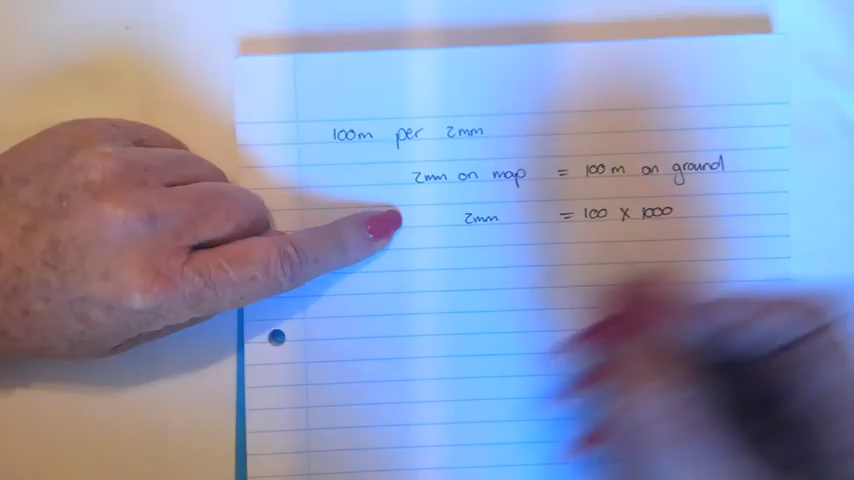 100m per 2mm
2mm on map = 100m on ground
2mm = 100 x 1000